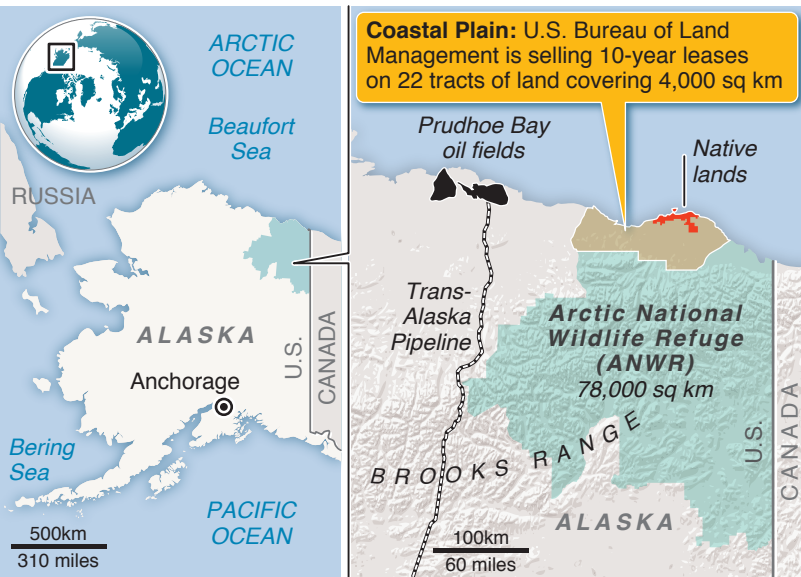 ARCTIC
OCEAN
Beaufort
Sea
RUSSIA
ALASKA
Anchorage
U.S.
CANADA
Bering
Sea
PACIFIC
OCEAN
500km
310 miles
Coastal Plain: U.S. Bureau of Land
Management is selling 10-year leases
on 22 tracts of land covering 4,000 sq km
Prudhoe Bay
oil fields
Native
lands
Trans-
Alaska
Pipeline
Arctic National
Wildlife Refuge
(ANWR)
78,000 sq km
BROOKS RANGE
U.S.
CANADA
ALASKA
100km
60 miles